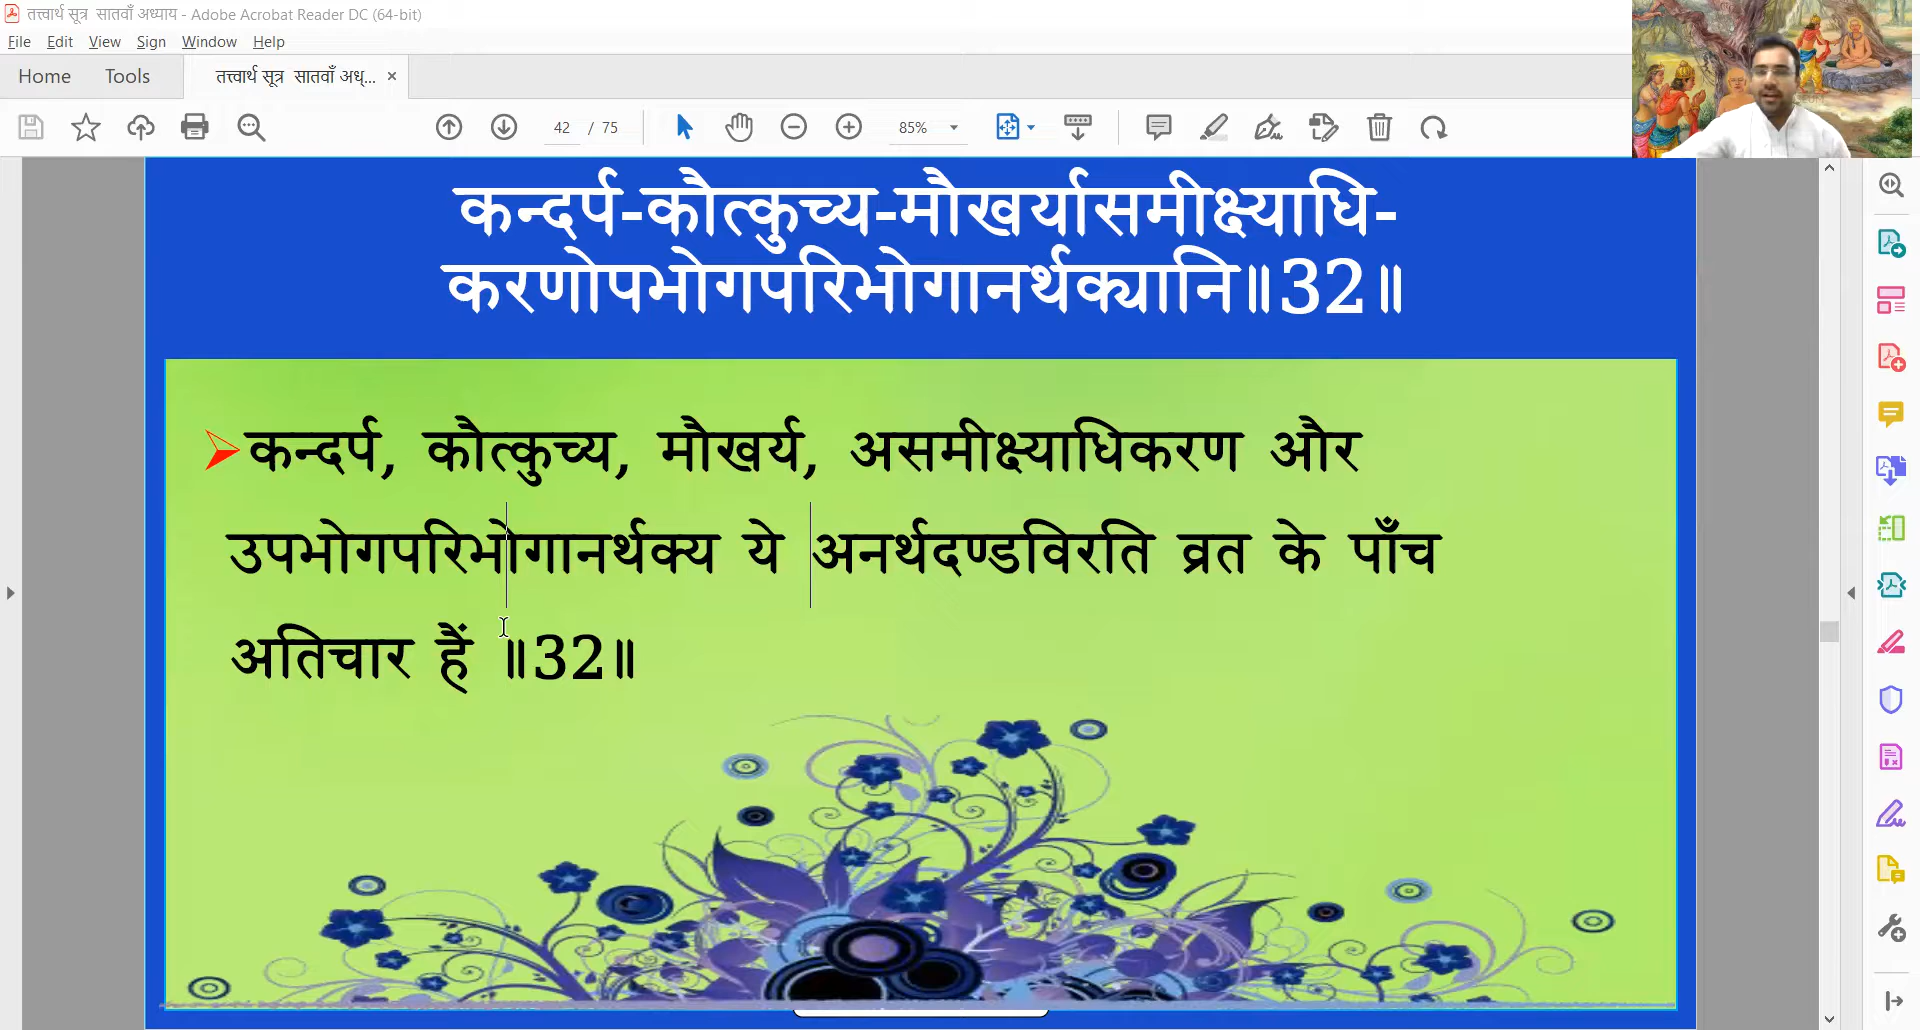 तत्त्वार्थ सूत्र  सातवाँ अध्याय - Adobe Acrobat Reader DC (64-bit)
File Edit View Sign Window Help
Home Tools तत्त्वार्थ सूत्र  सातवाँ अध्... ×
42 / 75 85%
कन्दर्प-कौत्कुच्य-मौखर्यासमीक्ष्याधि-
करणोपभोगपरिभोगानर्थक्यानि॥32॥
कन्दर्प, कौत्कुच्य, मौखर्य, असमीक्ष्याधिकरण और
उपभोगपरिभोगानर्थक्य ये अनर्थदण्डविरति व्रत के पाँच
अतिचार हैं ॥32॥